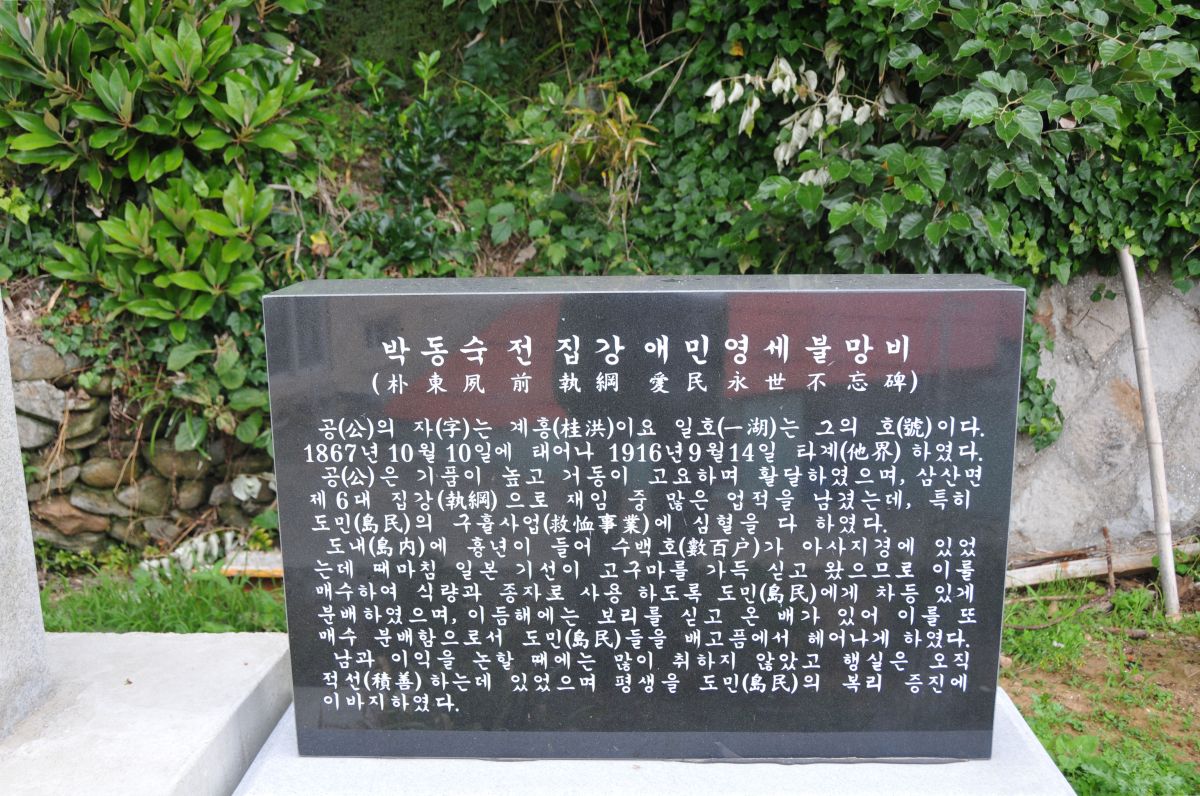 박동숙 전 집강 애민영세불망비
(朴東夙 前 執綱 愛民永世不忘碑)
공(公)의 자(字)는 계홍(桂洪)이요 일호(一湖)는 그의 호(號)이다.
1867년 10월 10일에 태어나 1916년 9월 14일 타계(他界) 하였다.
공(公)은 기품이 높고 거동이 고요하며 활달하였으며, 삼산면
제6대 집강(執綱)으로 재임 중 많은 업적을 남겼는데, 특히
도민(島民)의 구휼사업(救恤事業)에 심혈을 다 하였다.
도내(島內)에 흉년이 들어 수백호(數百户)가 아사지경에 있었
는데 때마침 일본 기선이 고구마를 가득 싣고 왔으므로 이를
매수하여 식량과 종자로 사용 하도록 도민(島民)에게 차등 있게
분배하였으며, 이듬해에는 보리를 싣고 온 배가 있어 이를 또
매수 분배함으로서 도민(島民)들을 배고픔에서 헤어나게 하였다.
남과 이익을 논할 때에는 많이 취하지 않았고 행실은 오직
적선(積善)하는데 있었으며 평생을 도민(島民)의 복리 증진에
이바지하였다.